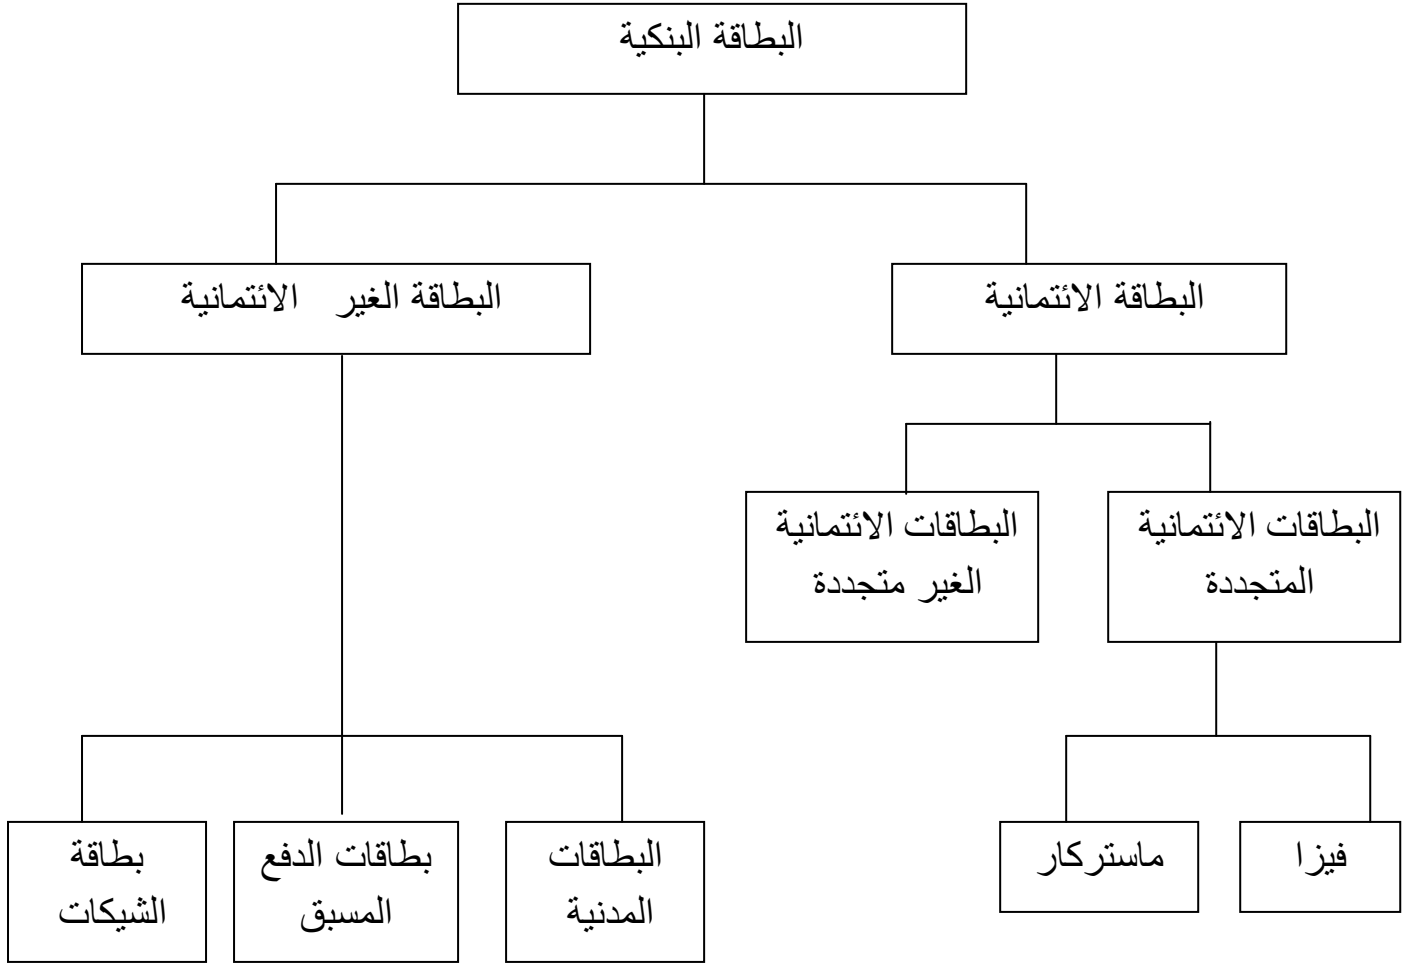 البطاقة البنكية
البطاقة الائتمانية
البطاقة الغير الائتمانية
البطاقات الائتمانية
المتجددة
البطاقات الائتمانية
الغير متجددة
فيزا
ماستركار
البطاقات
المدنية
بطاقات الدفع
المسبق
بطاقة
الشيكات